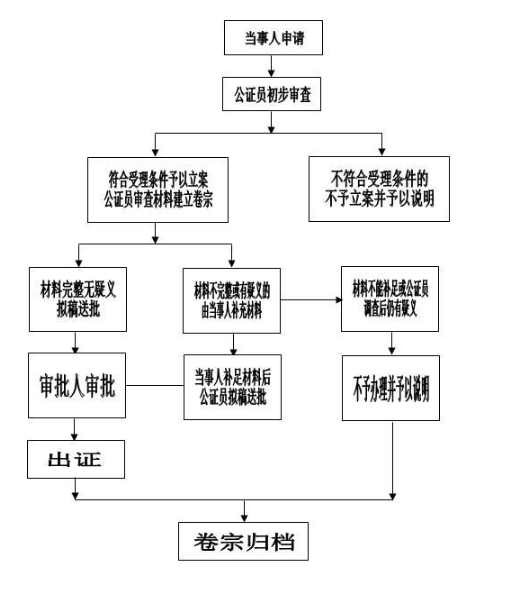 当事人申请
公证员初步审查
符合受理条件予以立案
公证员审查材料建立卷宗
不符合受理条件的
不予立案并予以说明
材料完整无疑义
拟稿送批
材料不完整或有疑义的
由当事人补充材料
材料不能补足或公证员
调查后仍有疑义
审批人审批
当事人补足材料后
公证员拟稿送批
不予办理并予以说明
出证
卷宗归档